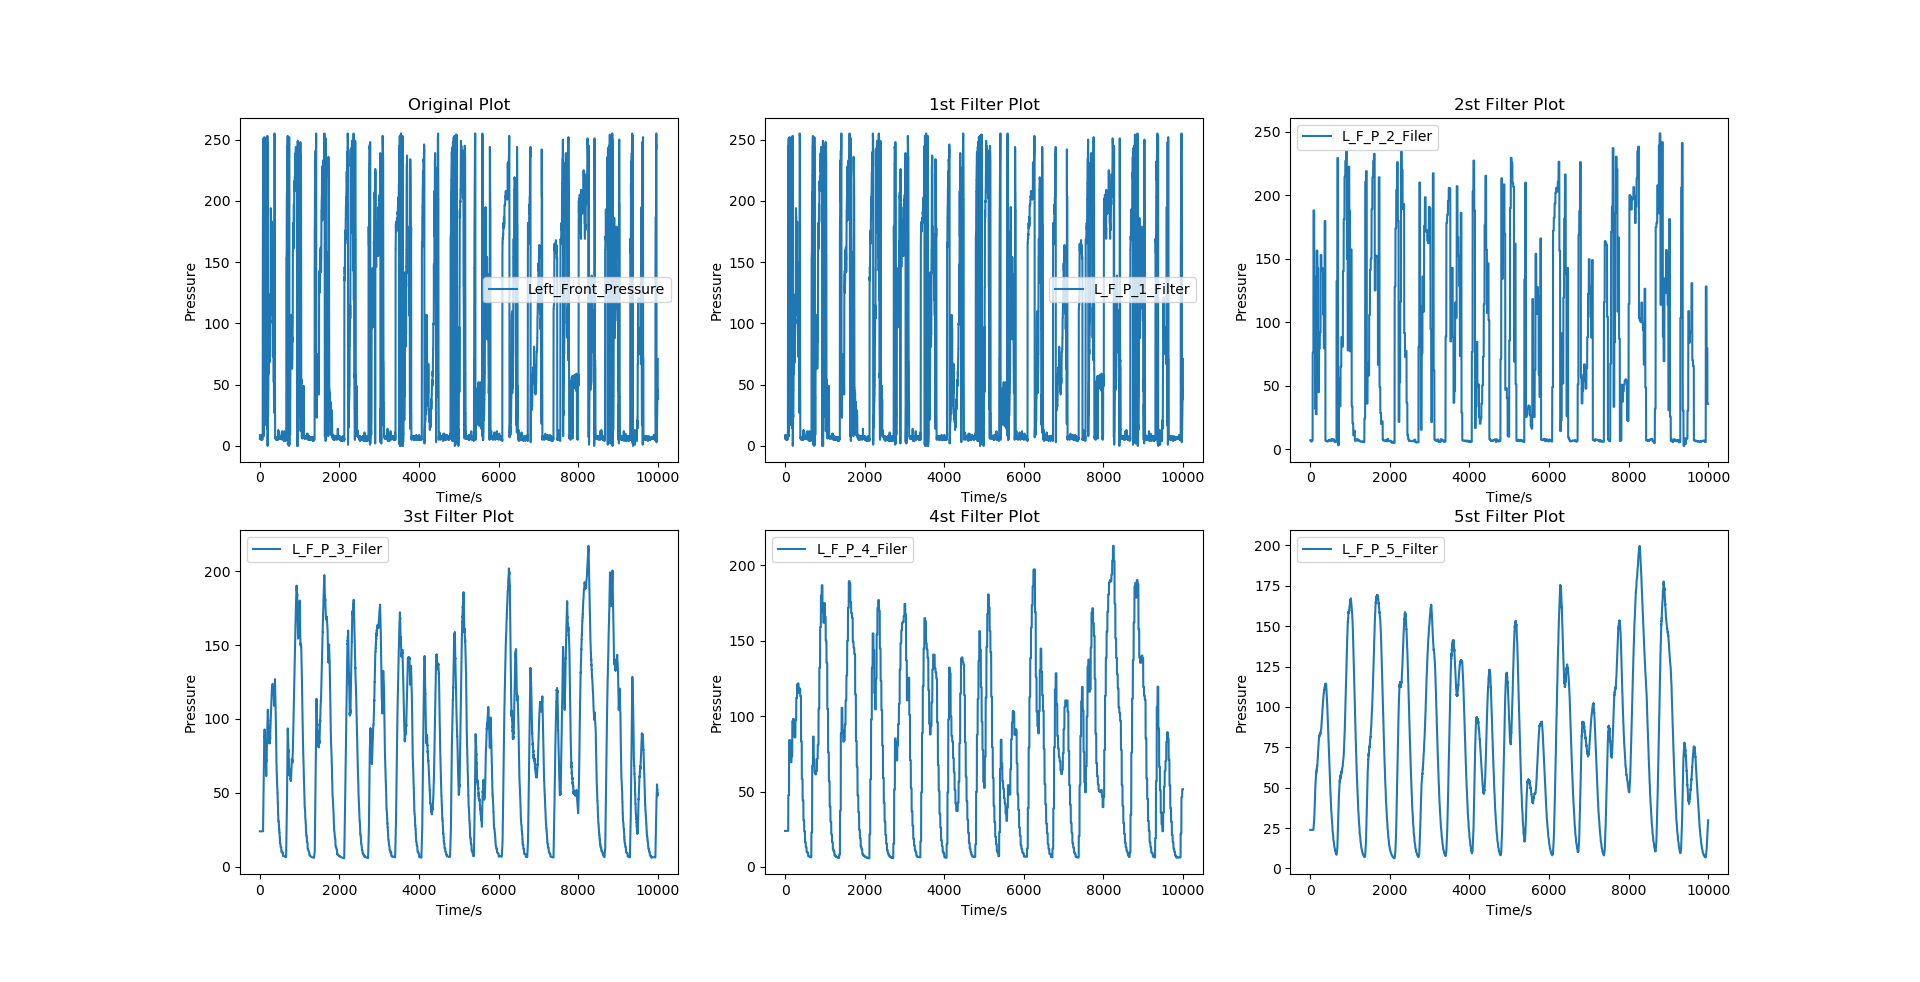 Original Plot
1st Filter Plot
2st Filter Plot
Pressure
250
200
150
100
50
0
Left_Front_Pressure
0 2000 4000 6000 8000 10000
Time/s
Pressure
250
200
150
100
50
0
L_F_P_1_Filter
0 2000 4000 6000 8000 10000
Time/s
Pressure
250
200
150
100
50
0
L_F_P_2_Filer
0 2000 4000 6000 8000 10000
Time/s
3st Filter Plot
4st Filter Plot
5st Filter Plot
Pressure
200
150
100
50
0
L_F_P_3_Filer
0 2000 4000 6000 8000 10000
Time/s
Pressure
200
150
100
50
0
L_F_P_4_Filer
0 2000 4000 6000 8000 10000
Time/s
Pressure
200
175
150
125
100
75
50
25
0
L_F_P_5_Filter
0 2000 4000 6000 8000 10000
Time/s